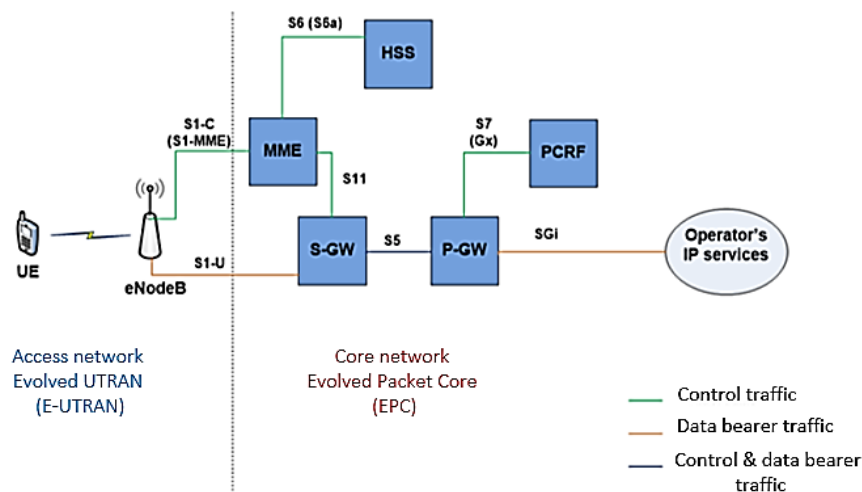 S6 (S6a)
HSS
S1-C
(S1-MME)
MME
S7
(Gx)
PCRF
S11
UE
eNodeB
S1-U
S-GW
S5
P-GW
SGi
Operator's
IP services
Access network
Evolved UTRAN
(E-UTRAN)
Core network
Evolved Packet Core
(EPC)
Control traffic
Data bearer traffic
Control & data bearer
traffic